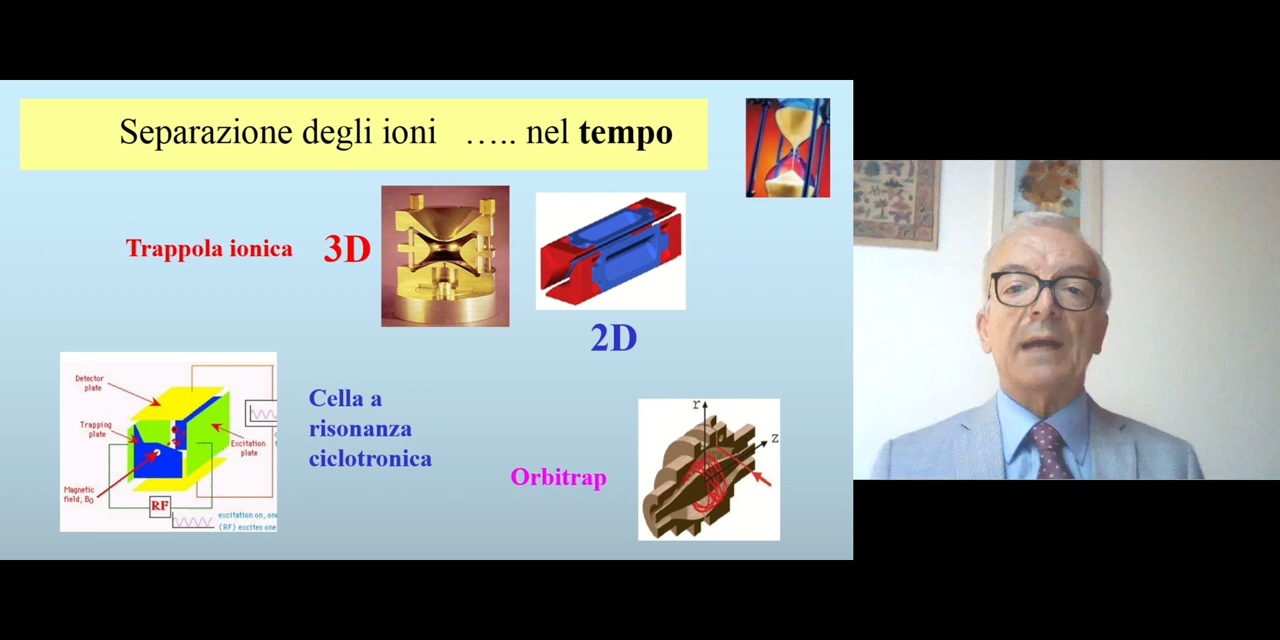 Separazione degli ioni ….. nel tempo
Trappola ionica 3D
2D
Detector
plate
Trapping
plate
Excitation
plate
Magnetic
field, B0
RF
excitation on,
(RF) excites one
Cella a
risonanza
ciclotronica
Orbitrap
r
z